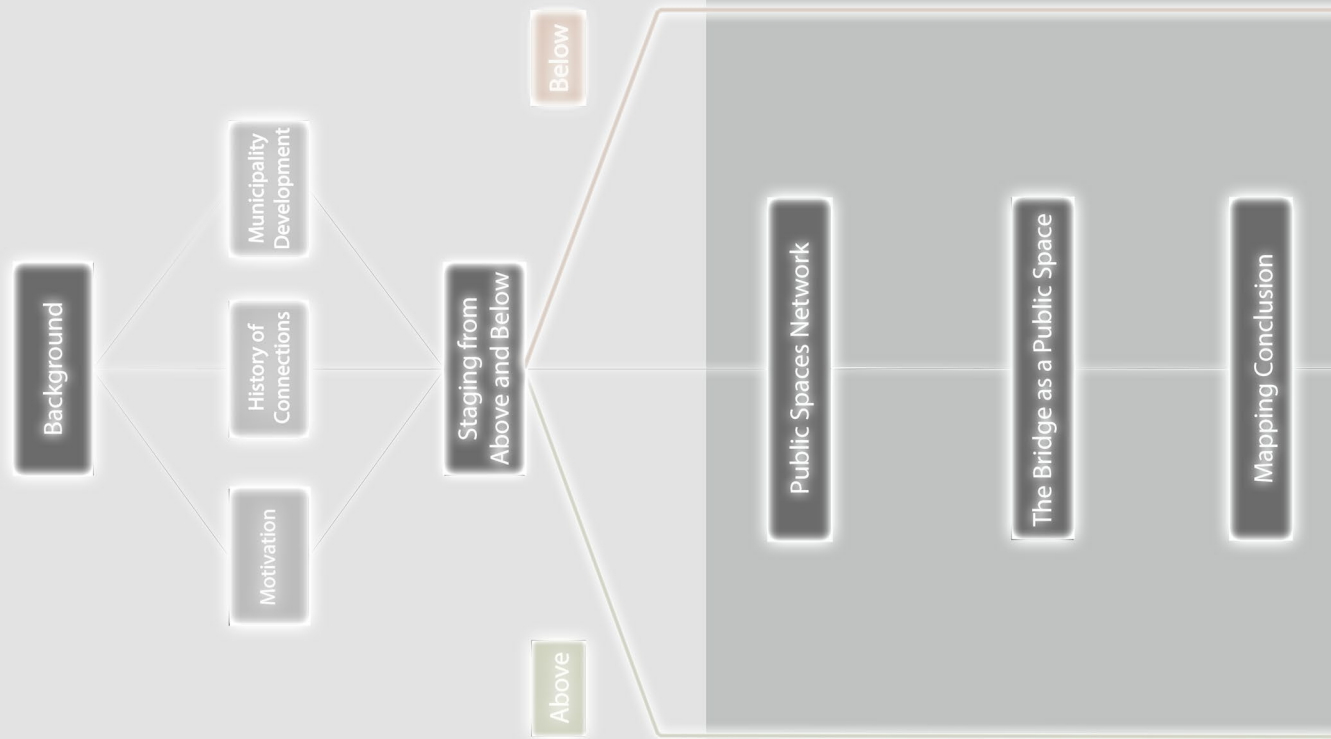 Background
Motivation
History of
Connections
Municipality
Development
Staging from
Above and Below
Above
Below
Public Spaces Network
The Bridge as a Public Space
Mapping Conclusion